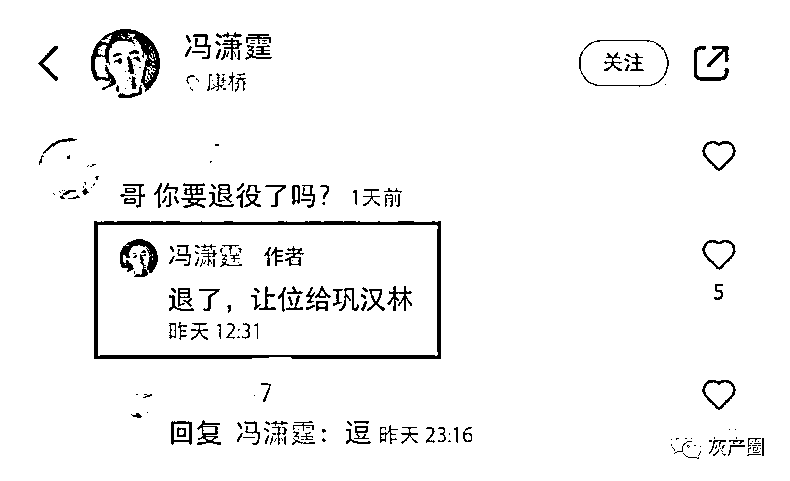 冯潇霆
康桥
关注
哥 你要退役了吗? 1天前
冯潇霆 作者
退了，让位给巩汉林
昨天 12:31
5
7
回复 冯潇霆：逗 昨天 23:16
灰产圈